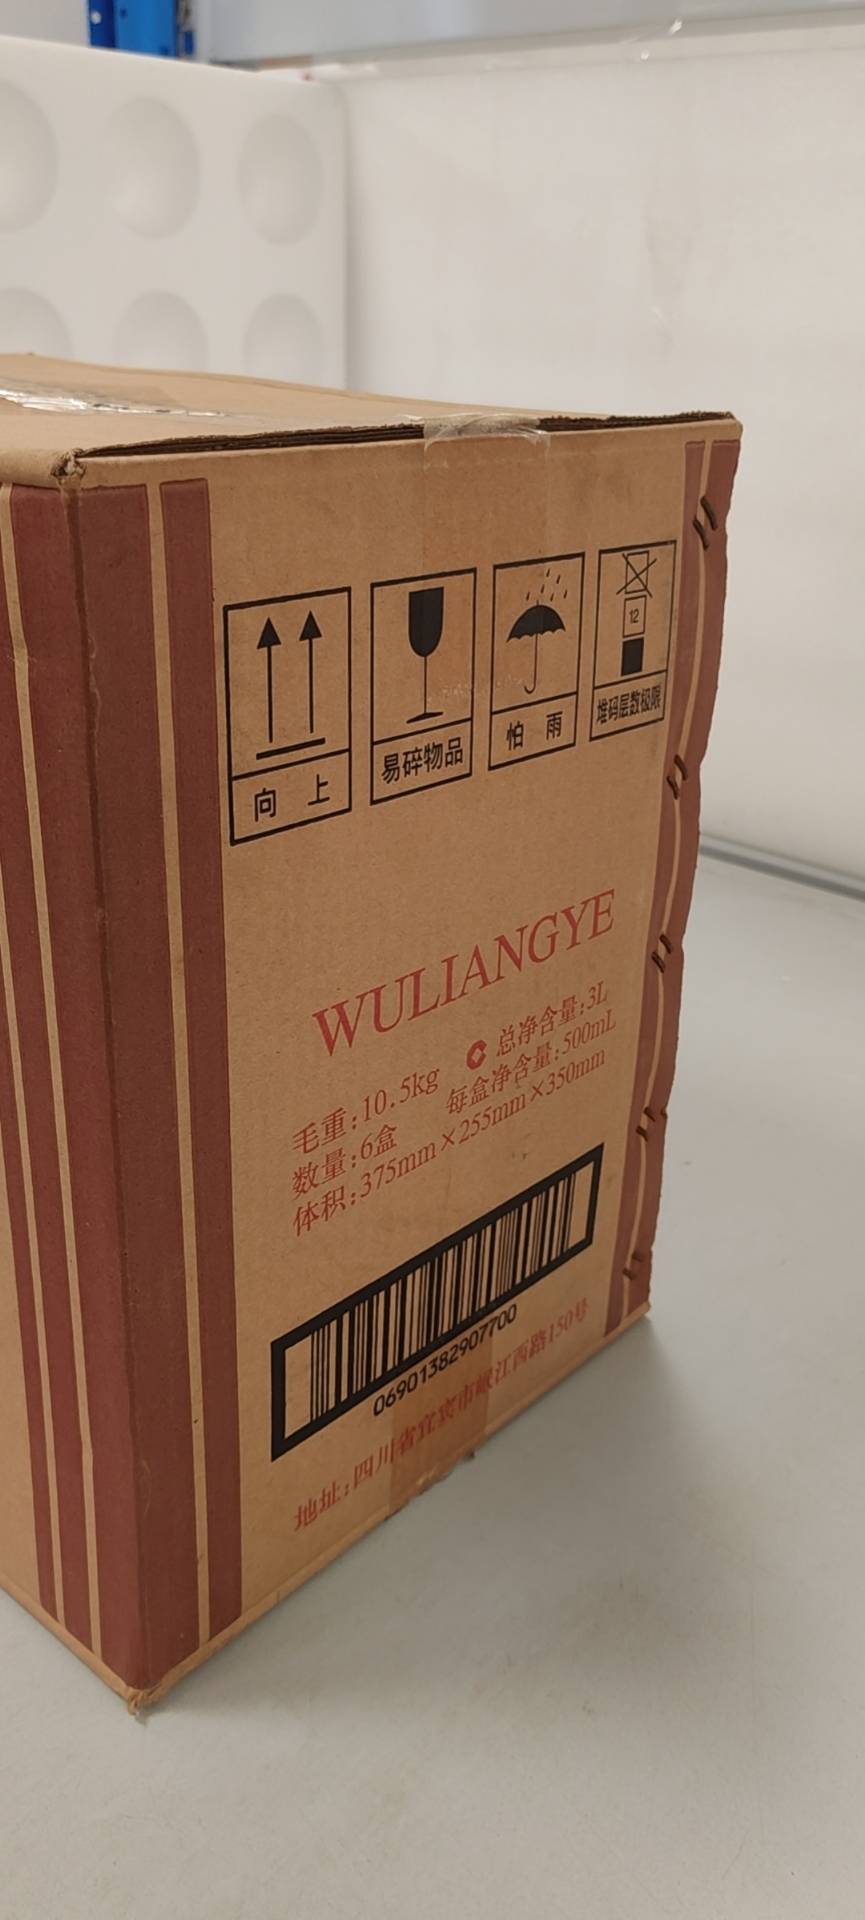 向 上
易碎物品
怕 雨
12
堆码层数极限
WULIANGYE
毛重:10.5kg 总净含量:3L
数量:6盒 每盒净含量:500mL
体积:375mm×255mm×350mm
06901382907700
地址:四川省宜宾市岷江西路150号